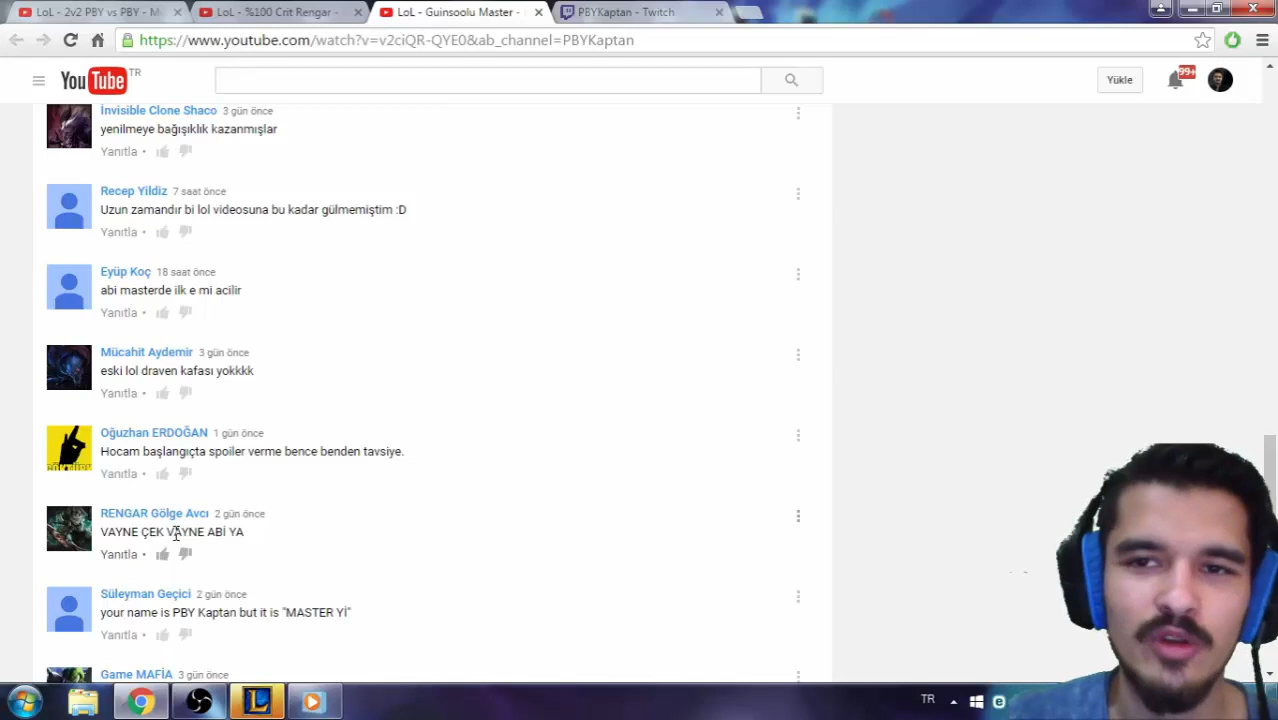 LoL - 2v2 PBY vs PBY - M
LoL - %100 Crit Rengar -
LoL - Guinsoolu Master -
PBYKaptan - Twitch
https://www.youtube.com/watch?v=v2ciQR-QYE0&ab_channel=PBYKaptan
YouTube TR
Yükle
99+
İnvisible Clone Shaco 3 gün önce
yenilmeye bağışıklık kazanmışlar
Yanıtla •
Recep Yildiz 7 saat önce
Uzun zamandır bi lol videosuna bu kadar gülmemiştim :D
Yanıtla •
Eyüp Koç 18 saat önce
abi masterde ilk e mi acilir
Yanıtla •
Mücahit Aydemir 3 gün önce
eski lol draven kafası yokkkk
Yanıtla •
Oğuzhan ERDOĞAN 1 gün önce
Hocam başlangıçta spoiler verme bence benden tavsiye.
Yanıtla •
RENGAR Gölge Avcı 2 gün önce
VAYNE ÇEK VAYNE ABİ YA
Yanıtla •
Süleyman Geçici 2 gün önce
your name is PBY Kaptan but it is "MASTER Yİ"
Yanıtla •
Game MAFİA 3 gün önce
TR